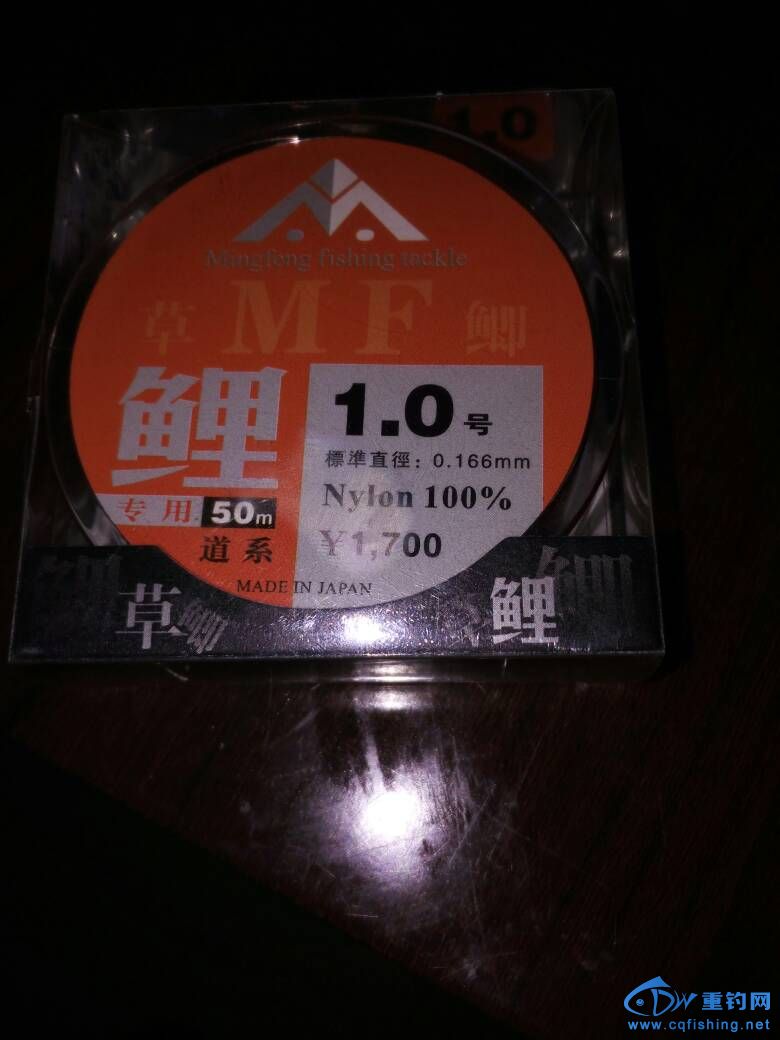 1.0
Mingfeng fishing tackle
草 MF 鲫
鲤
1.0号
標準直徑：0.166mm
专用 50m
Nylon 100%
道系
¥1,700
MADE IN JAPAN
草 鲫
鲤
重钓网
www.cqfishing.net